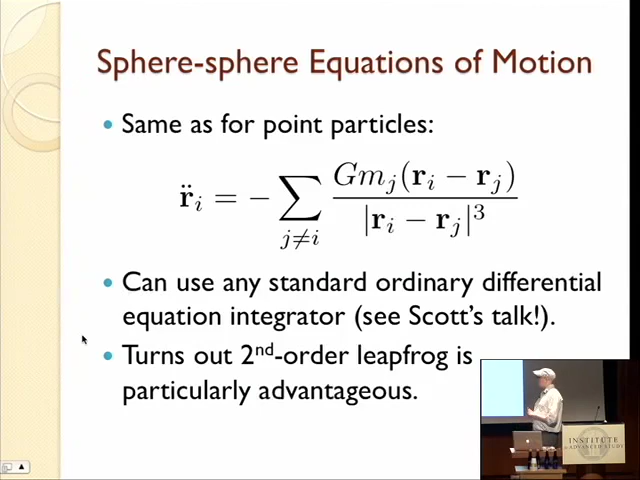 Sphere-sphere Equations of Motion
• Same as for point particles:
r̈ᵢ = − ∑_{j≠i} Gmⱼ(rᵢ − rⱼ) / |rᵢ − rⱼ|³
• Can use any standard ordinary differential
equation integrator (see Scott's talk!).
• Turns out 2nd-order leapfrog is
particularly advantageous.
INSTITUTE
for ADVANCED STUDY